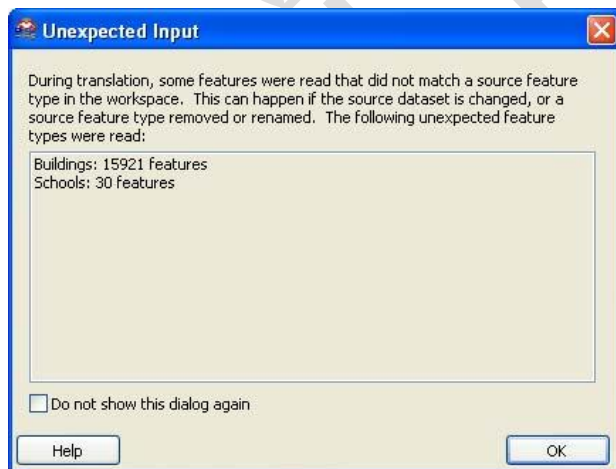 Unexpected Input
During translation, some features were read that did not match a source feature
type in the workspace. This can happen if the source dataset is changed, or a
source feature type removed or renamed. The following unexpected feature
types were read:
Buildings: 15921 features
Schools: 30 features
Do not show this dialog again
Help
OK